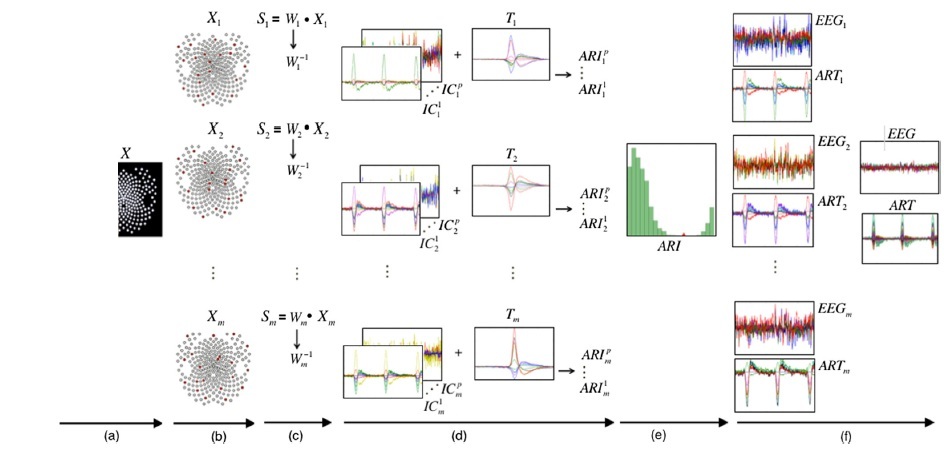 X
X₁
S₁ = W₁ • X₁
W₁⁻¹
IC₁ᵖ
IC₁¹
+
T₁
ARI₁ᵖ
⋮
ARI₁¹
EEG₁
ART₁
X₂
S₂ = W₂ • X₂
W₂⁻¹
IC₂ᵖ
IC₂¹
+
T₂
ARI₂ᵖ
⋮
ARI₂¹
ARI
EEG₂
ART₂
EEG
ART
⋮ ⋮ ⋮ ⋮ ⋮
Xₘ
Sₘ = Wₘ • Xₘ
Wₘ⁻¹
ICₘᵖ
ICₘ¹
+
Tₘ
ARIₘᵖ
⋮
ARIₘ¹
EEGₘ
ARTₘ
(a) (b) (c) (d) (e) (f)